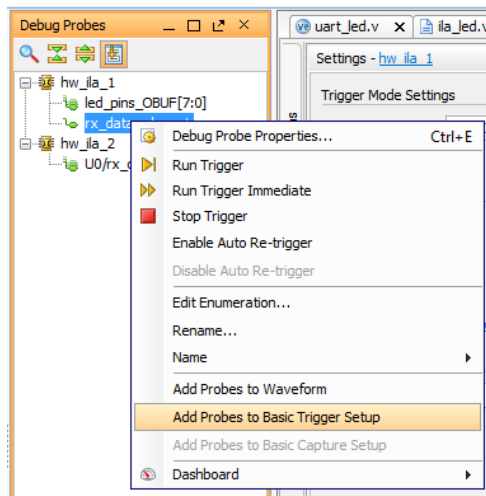 Debug Probes
uart_led.v
ila_led.v
Settings - hw_ila_1
hw_ila_1
led_pins_OBUF[7:0]
Trigger Mode Settings
hw_ila_2
Debug Probe Properties... Ctrl+E
Run Trigger
Run Trigger Immediate
Stop Trigger
Enable Auto Re-trigger
Disable Auto Re-trigger
Edit Enumeration...
Rename...
Name
Add Probes to Waveform
Add Probes to Basic Trigger Setup
Add Probes to Basic Capture Setup
Dashboard